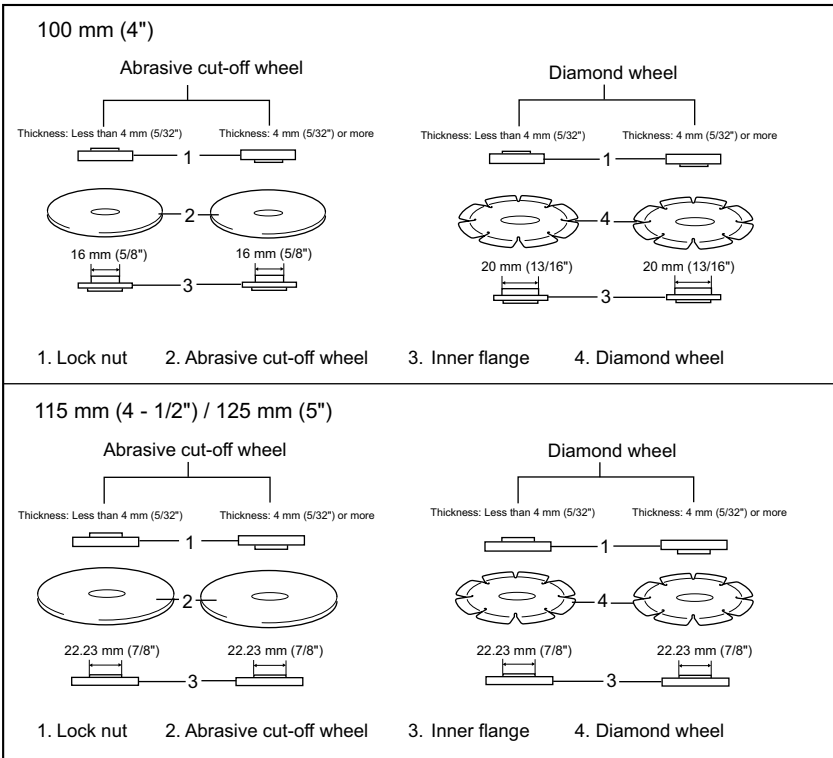 100 mm (4")
Abrasive cut-off wheel
Diamond wheel
Thickness: Less than 4 mm (5/32")
Thickness: 4 mm (5/32") or more
Thickness: Less than 4 mm (5/32")
Thickness: 4 mm (5/32") or more
1
1
2
4
16 mm (5/8")
16 mm (5/8")
20 mm (13/16")
20 mm (13/16")
3
3
1. Lock nut 2. Abrasive cut-off wheel 3. Inner flange 4. Diamond wheel
115 mm (4 - 1/2") / 125 mm (5")
Abrasive cut-off wheel
Diamond wheel
Thickness: Less than 4 mm (5/32")
Thickness: 4 mm (5/32") or more
Thickness: Less than 4 mm (5/32")
Thickness: 4 mm (5/32") or more
1
1
2
4
22.23 mm (7/8")
22.23 mm (7/8")
22.23 mm (7/8")
22.23 mm (7/8")
3
3
1. Lock nut 2. Abrasive cut-off wheel 3. Inner flange 4. Diamond wheel